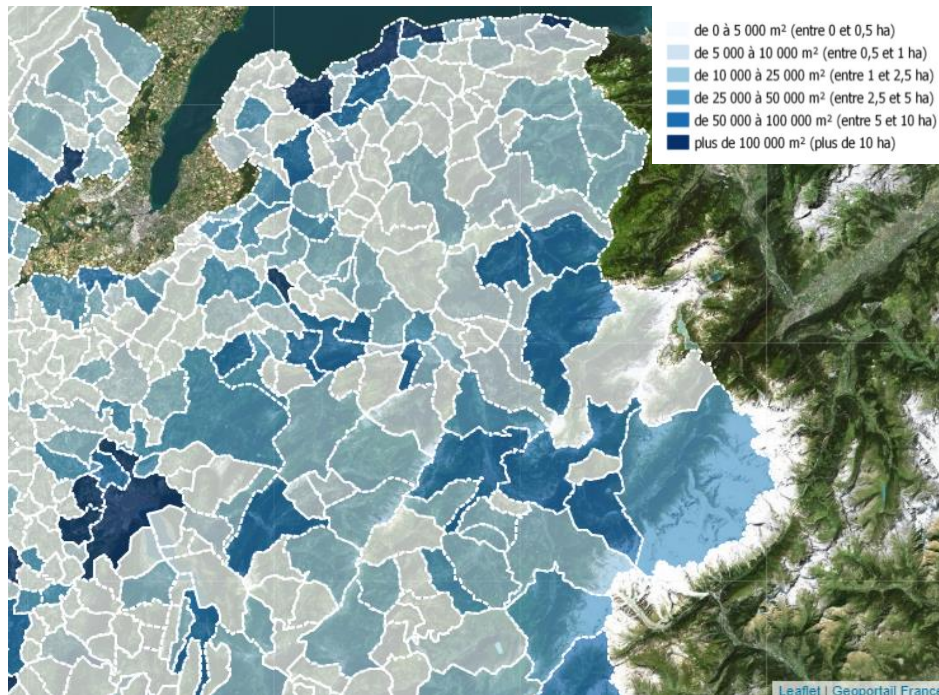 de 0 à 5 000 m² (entre 0 et 0,5 ha)
de 5 000 à 10 000 m² (entre 0,5 et 1 ha)
de 10 000 à 25 000 m² (entre 1 et 2,5 ha)
de 25 000 à 50 000 m² (entre 2,5 et 5 ha)
de 50 000 à 100 000 m² (entre 5 et 10 ha)
plus de 100 000 m² (plus de 10 ha)
Leaflet | Geoportail France